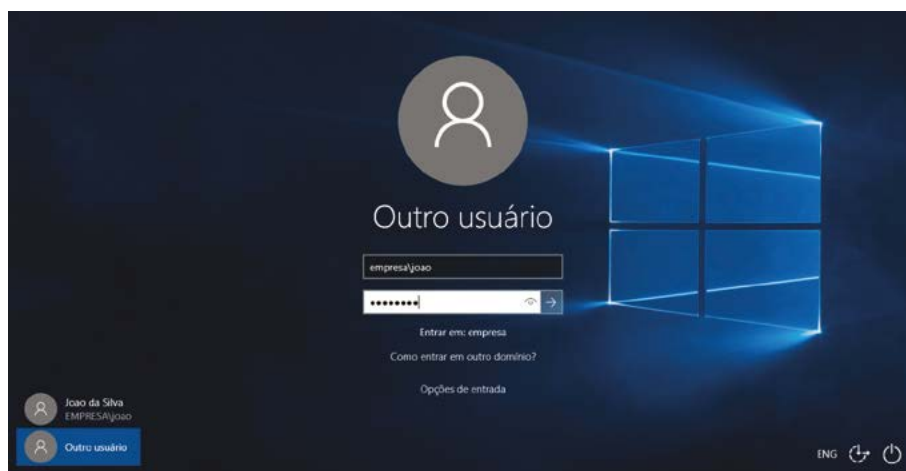 Outro usuário
empresa\joao
Entrar em: empresa
Como entrar em outro domínio?
Opções de entrada
Joao da Silva
EMPRESA\joao
Outro usuário
ENG